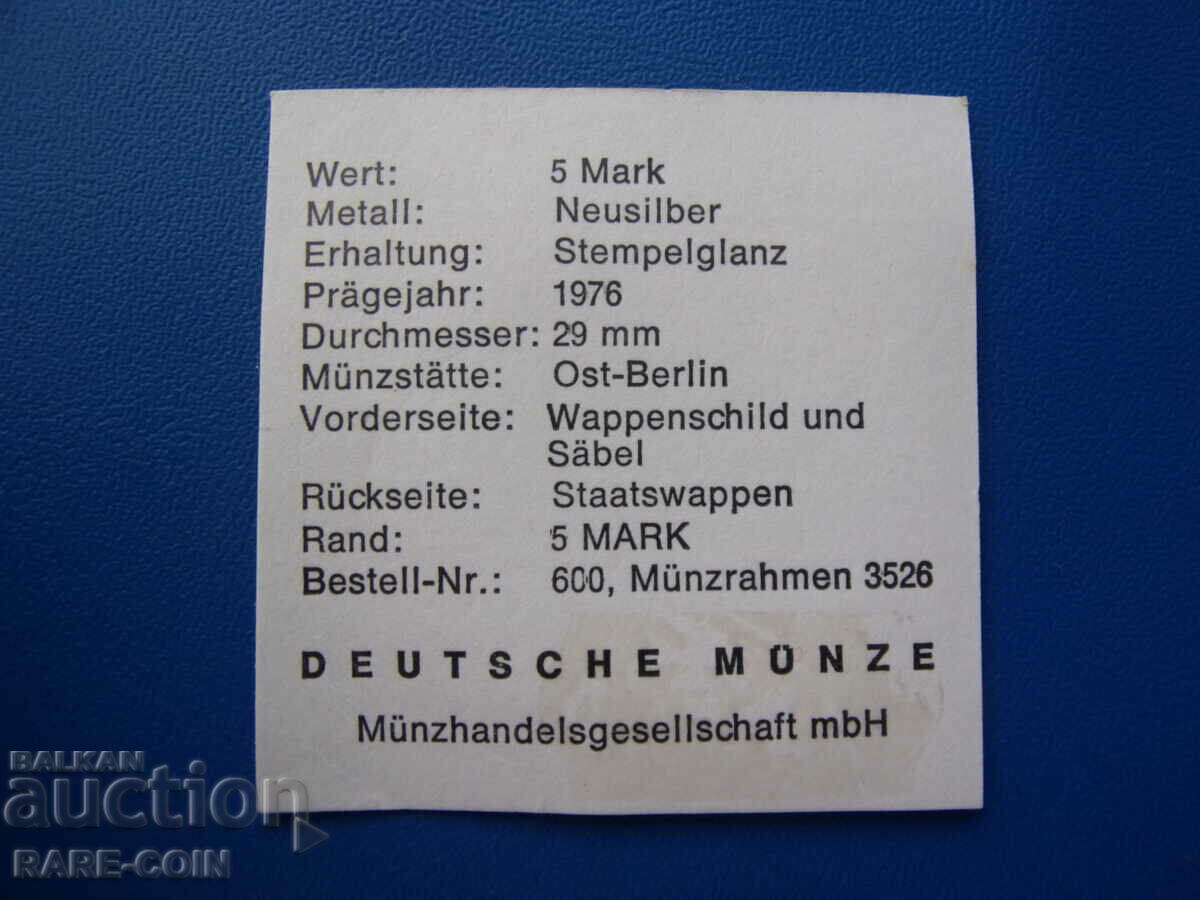 Wert: 5 Mark
Metall: Neusilber
Erhaltung: Stempelglanz
Prägejahr: 1976
Durchmesser: 29 mm
Münzstätte: Ost-Berlin
Vorderseite: Wappenschild und
Säbel
Rückseite: Staatswappen
Rand: 5 MARK
Bestell-Nr.: 600, Münzrahmen 3526
DEUTSCHE MÜNZE
Münzhandelsgesellschaft mbH
BALKAN
auction
RARE-COIN